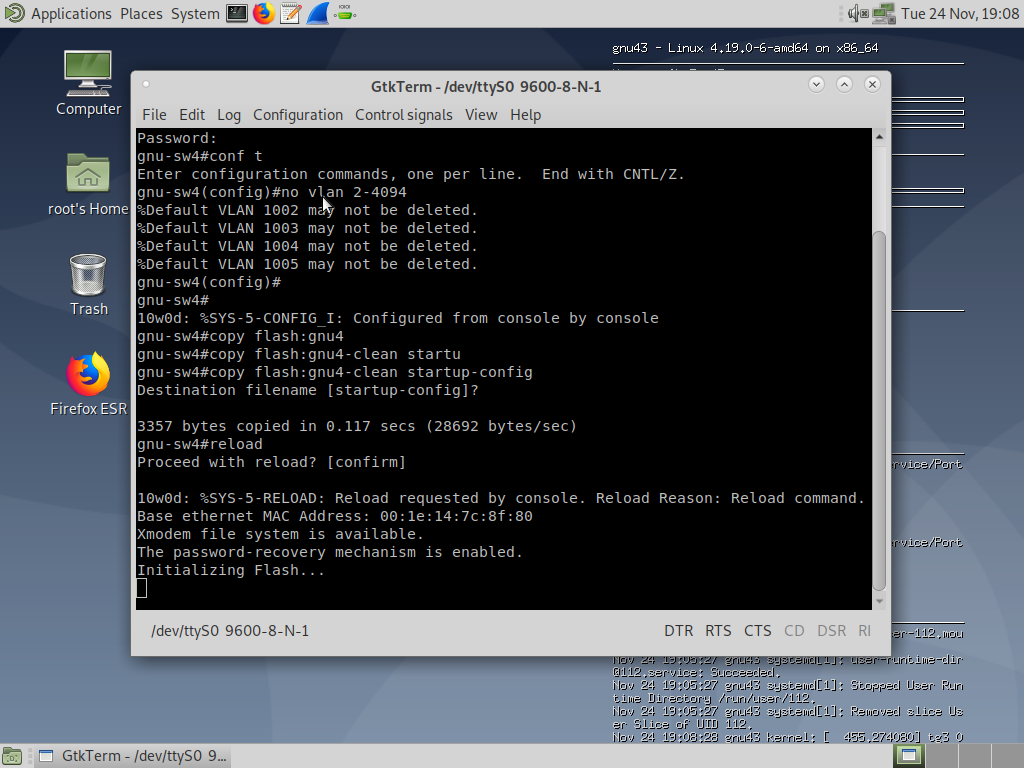 Applications Places System Tue 24 Nov, 19:08
gnu43 - Linux 4.19.0-6-amd64 on x86_64
Computer
root's Home
Trash
Firefox ESR
GtkTerm - /dev/ttyS0 9600-8-N-1
File Edit Log Configuration Control signals View Help
Password:
gnu-sw4#conf t
Enter configuration commands, one per line.  End with CNTL/Z.
gnu-sw4(config)#no vlan 2-4094
%Default VLAN 1002 may not be deleted.
%Default VLAN 1003 may not be deleted.
%Default VLAN 1004 may not be deleted.
%Default VLAN 1005 may not be deleted.
gnu-sw4(config)#
gnu-sw4#
10w0d: %SYS-5-CONFIG_I: Configured from console by console
gnu-sw4#copy flash:gnu4
gnu-sw4#copy flash:gnu4-clean startu
gnu-sw4#copy flash:gnu4-clean startup-config
Destination filename [startup-config]?
3357 bytes copied in 0.117 secs (28692 bytes/sec)
gnu-sw4#reload
Proceed with reload? [confirm]
10w0d: %SYS-5-RELOAD: Reload requested by console. Reload Reason: Reload command.
Base ethernet MAC Address: 00:1e:14:7c:8f:80
Xmodem file system is available.
The password-recovery mechanism is enabled.
Initializing Flash...
/dev/ttyS0 9600-8-N-1 DTR RTS CTS CD DSR RI
rvice/Port
rvice/Port
er-112.mou
Nov 24 19:05:27 gnu43 systemd[1]: user-runtime-dir
@112.service: Succeeded.
Nov 24 19:05:27 gnu43 systemd[1]: Stopped User Run
time Directory /run/user/112.
Nov 24 19:05:27 gnu43 systemd[1]: Removed slice Us
er Slice of UID 112.
Nov 24 19:08:28 gnu43 kernel: [  455.274080] tg3 0
GtkTerm - /dev/ttyS0 9...